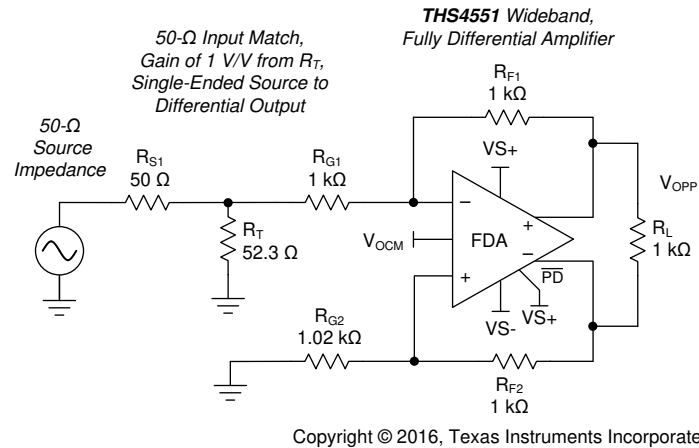 THS4551 Wideband,
Fully Differential Amplifier
50-Ω Input Match,
Gain of 1 V/V from RT,
Single-Ended Source to
Differential Output
50-Ω
Source
Impedance
RF1
1 kΩ
RS1
50 Ω
RG1
1 kΩ
VS+
VOPP
RT
52.3 Ω
VOCM
−
+
FDA
+
−
RL
1 kΩ
PD
VS-
VS+
RG2
1.02 kΩ
RF2
1 kΩ
Copyright © 2016, Texas Instruments Incorporate